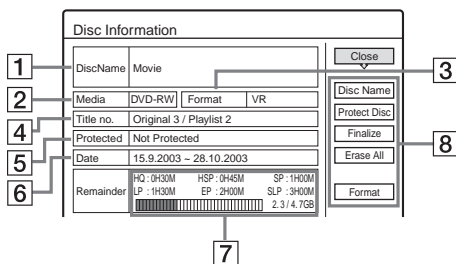 Disc Information
Close
1 DiscName Movie
3
2 Media DVD-RW Format VR
Disc Name
4 Title no. Original 3 / Playlist 2
Protect Disc
5 Protected Not Protected
Finalize
8
6 Date 15.9.2003 ~ 28.10.2003
Erase All
Remainder
HQ : 0H30M HSP : 0H45M SP : 1H00M
LP : 1H30M EP : 2H00M SLP : 3H00M
Format
2.3 / 4.7GB
7